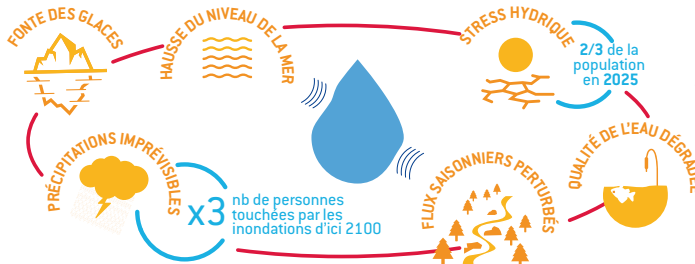 FONTE DES GLACES
HAUSSE DU NIVEAU DE LA MER
STRESS HYDRIQUE
2/3 de la
population
en 2025
PRÉCIPITATIONS IMPRÉVISIBLES
x3
nb de personnes
touchées par les
inondations d'ici 2100
FLUX SAISONNIERS PERTURBÉS
QUALITÉ DE L'EAU DÉGRADÉE